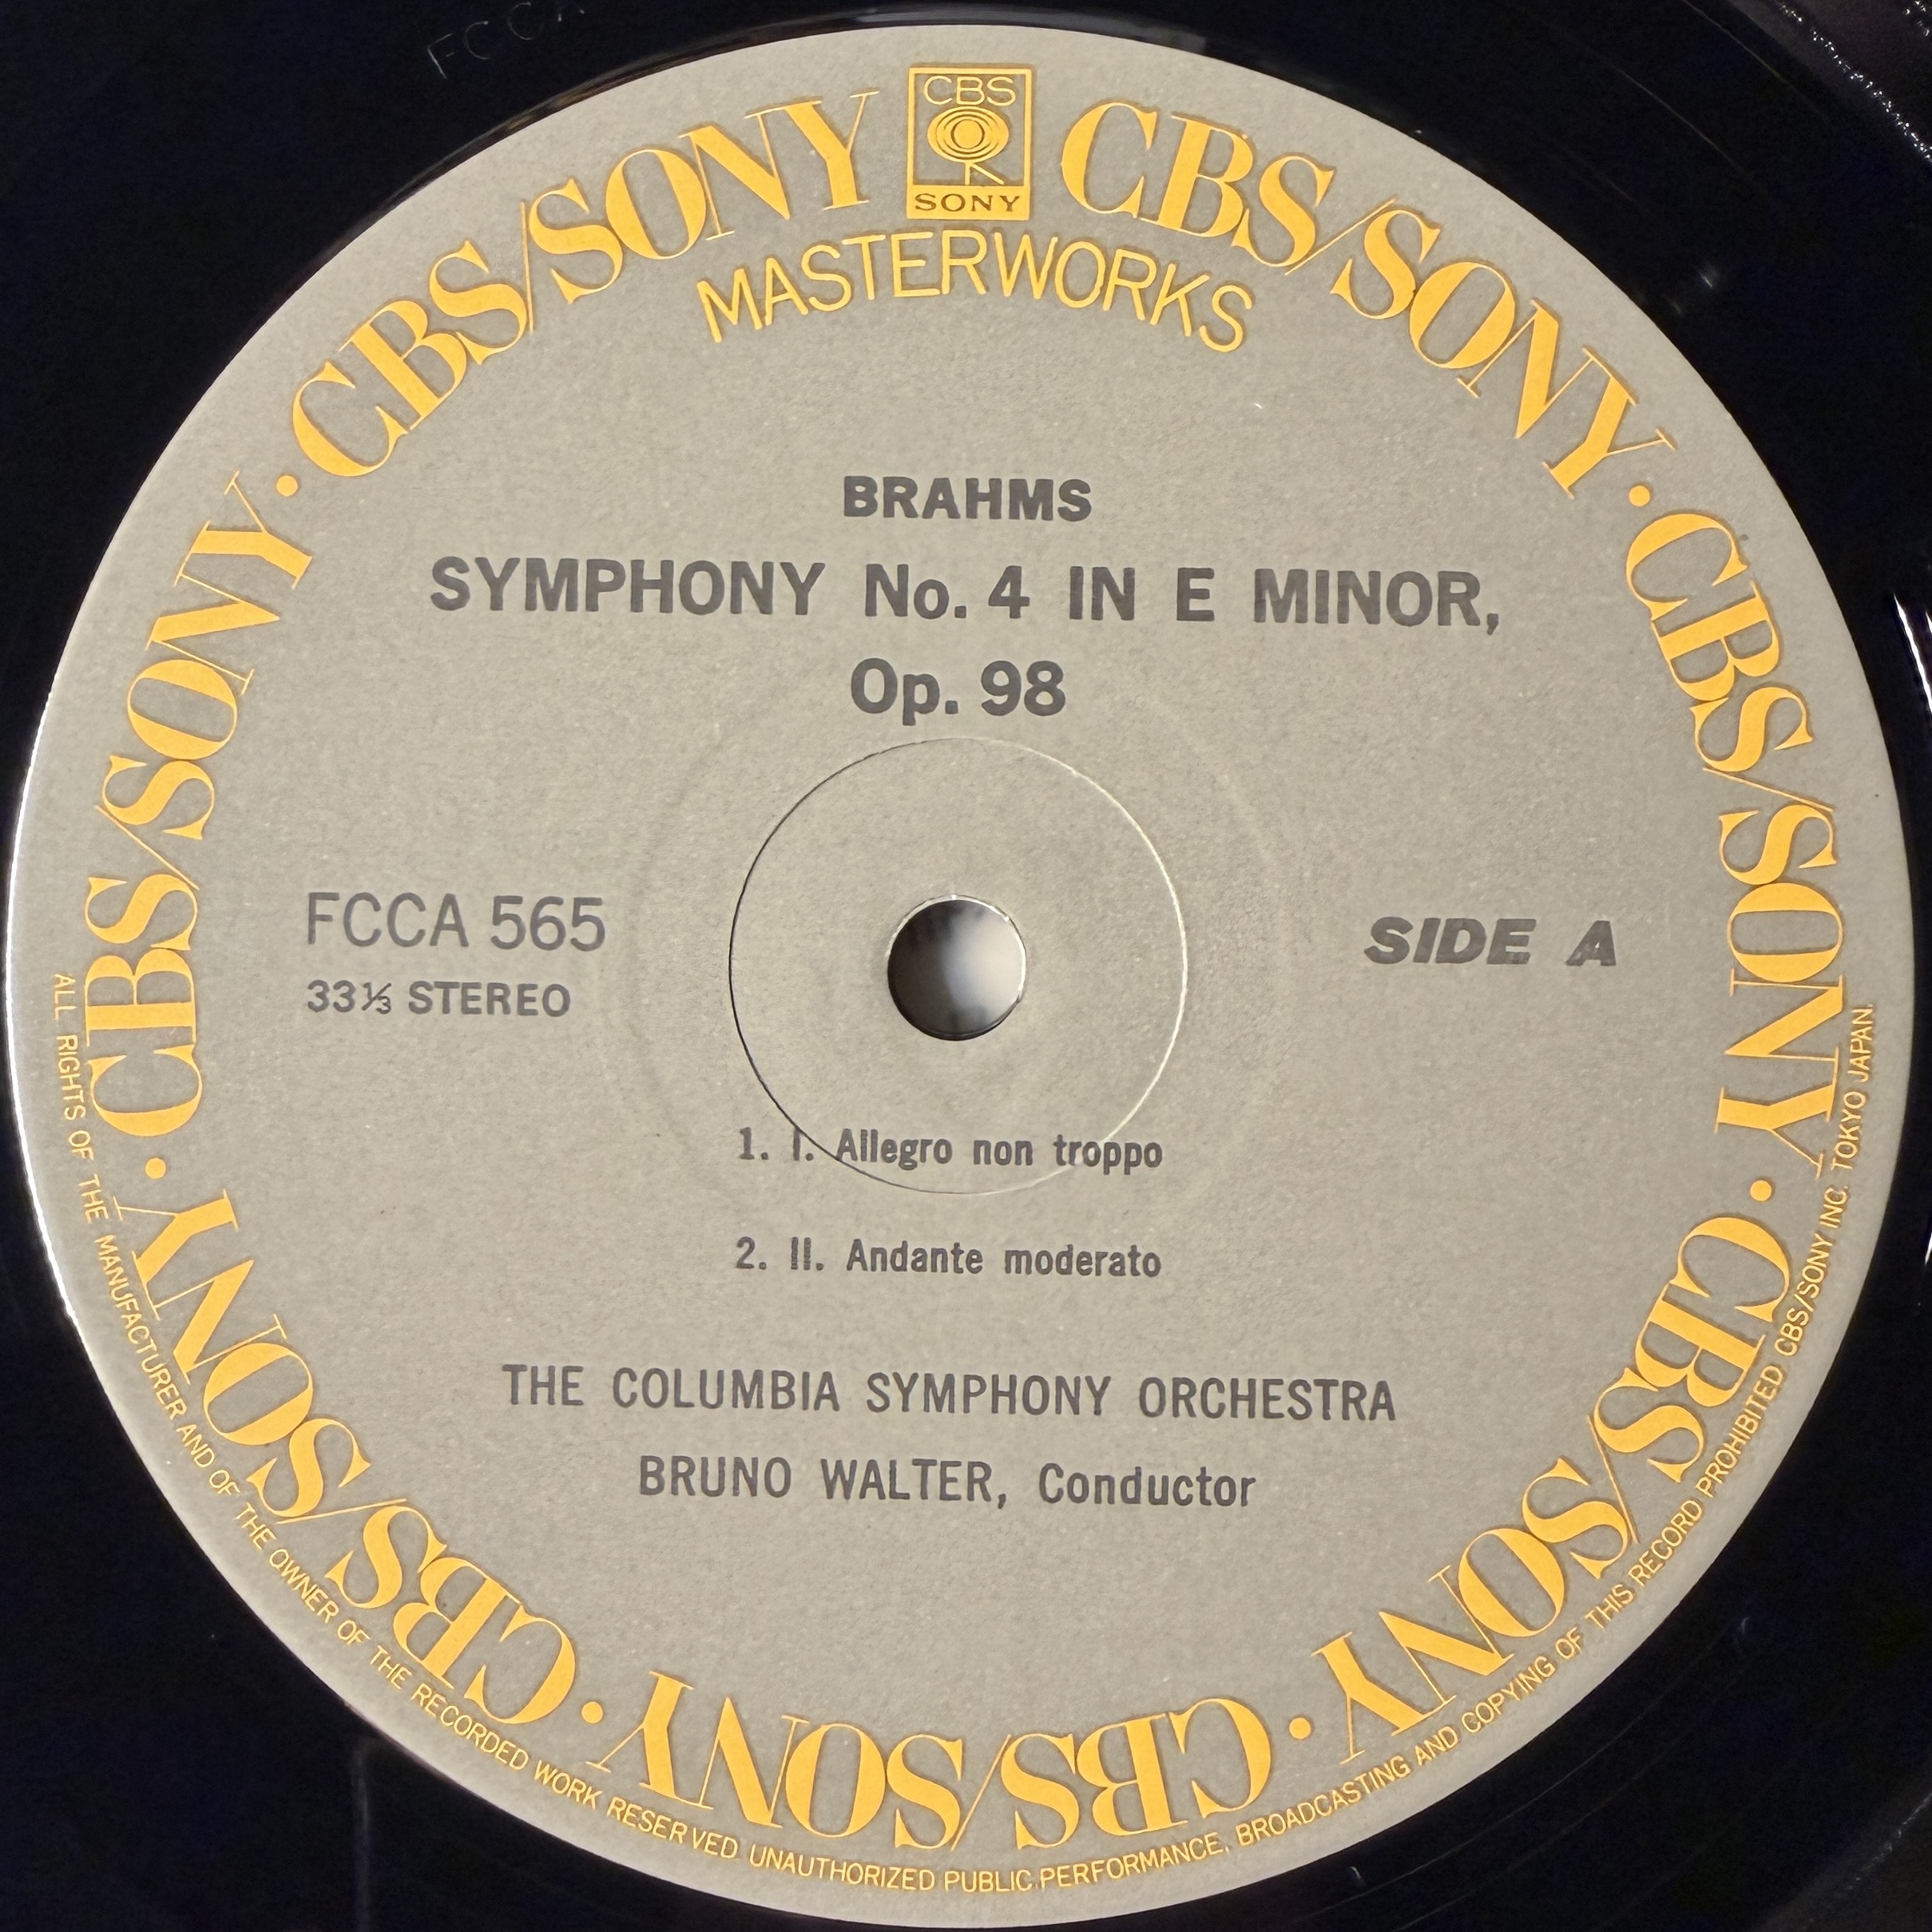 FCCA
CBS
SONY
CBS/SONY · CBS/SONY · CBS/SONY · CBS/SONY · CBS/SONY · CBS/SONY · CBS/SONY
MASTERWORKS
BRAHMS
SYMPHONY No. 4 IN E MINOR,
Op. 98
FCCA 565
33⅓ STEREO
SIDE A
1. I. Allegro non troppo
2. II. Andante moderato
THE COLUMBIA SYMPHONY ORCHESTRA
BRUNO WALTER, Conductor
ALL RIGHTS OF THE MANUFACTURER AND OF THE OWNER OF THE RECORDED WORK RESERVED UNAUTHORIZED PUBLIC PERFORMANCE, BROADCASTING AND COPYING OF THIS RECORD PROHIBITED CBS/SONY INC. TOKYO JAPAN.